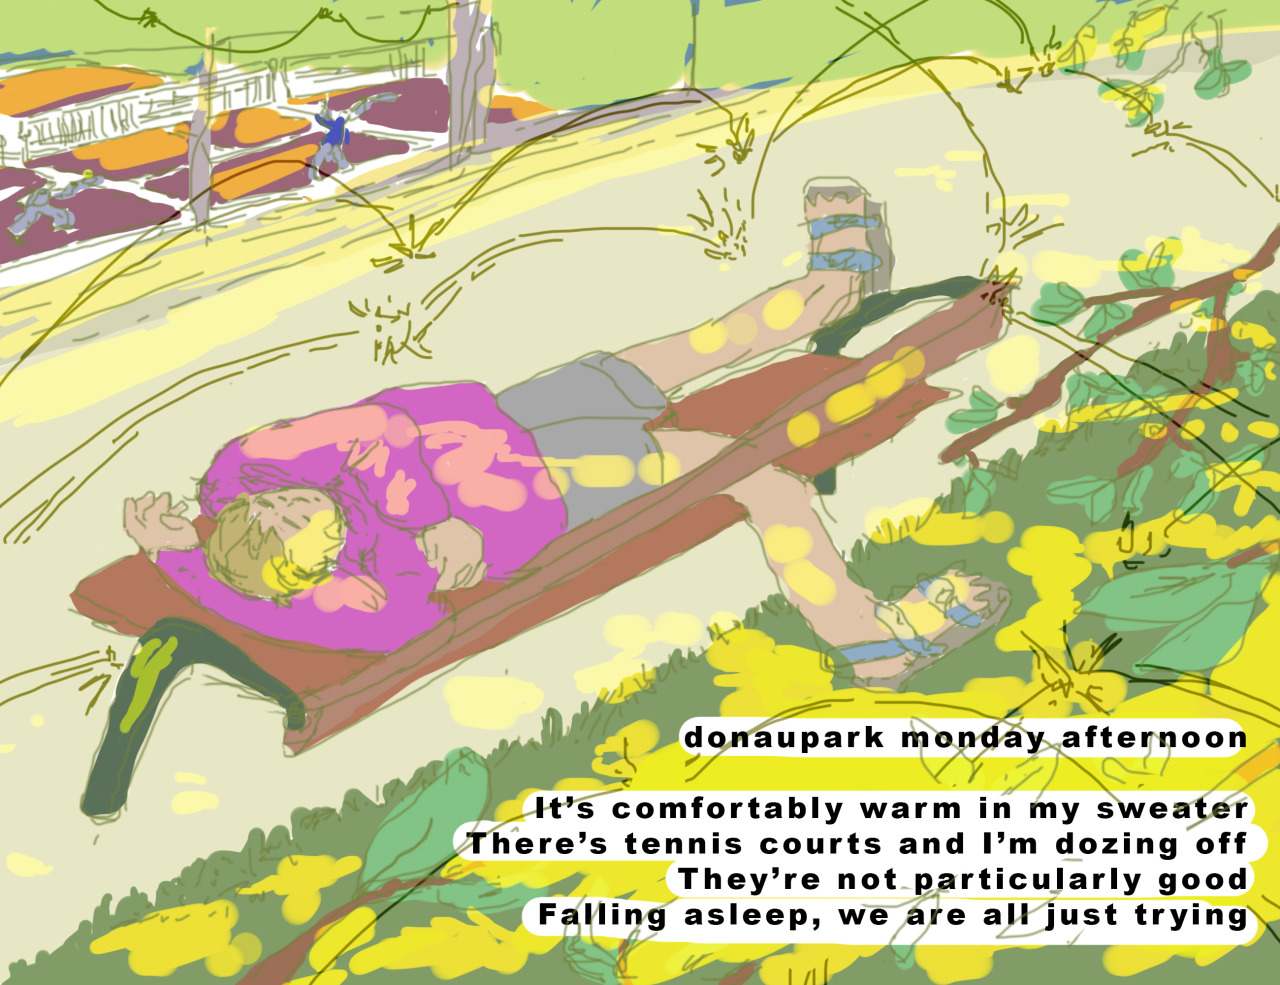 donaupark monday afternoon
It’s comfortably warm in my sweater
There’s tennis courts and I’m dozing off
They’re not particularly good
Falling asleep, we are all just trying